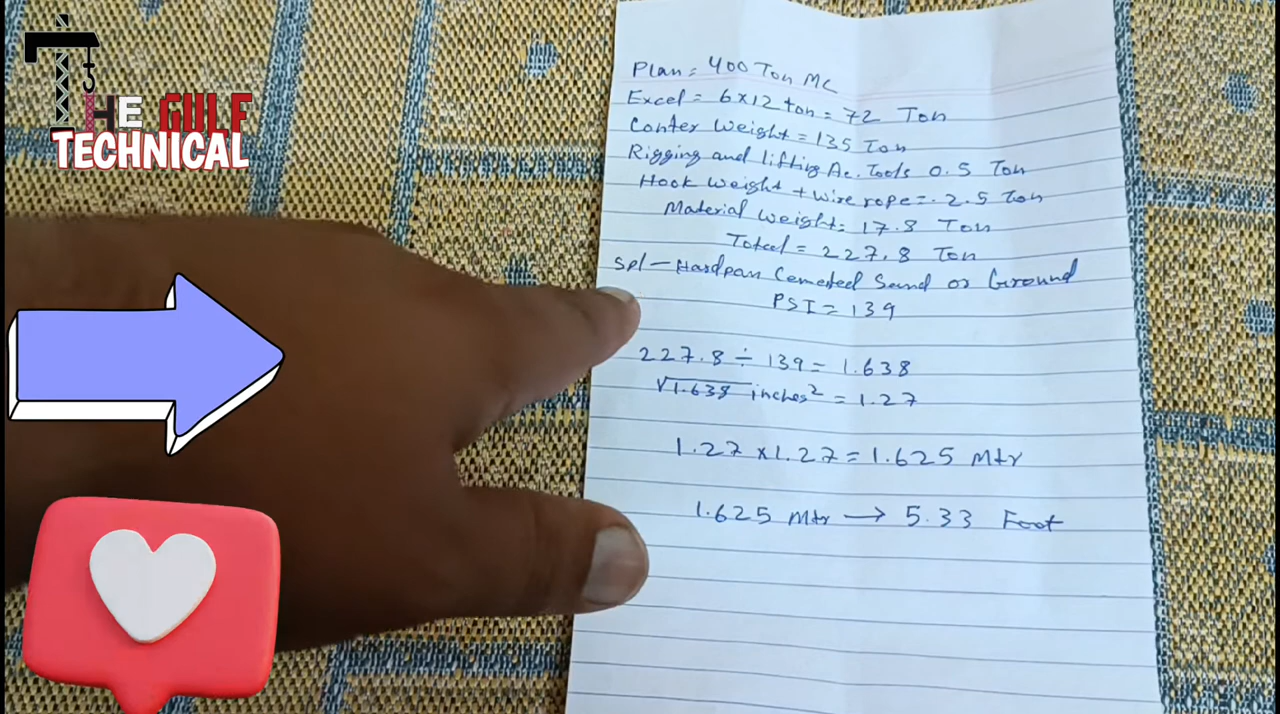 THE GULF
TECHNICAL
Plan = 400 Ton MC
Excel = 6x12 ton = 72 Ton
Conter Weight = 135 Ton
Rigging and lifting Ac. Tools 0.5 Ton
Hook Weight + wire rope = 2.5 Ton
Material Weight = 17.8 Ton
Total = 227.8 Ton
Spl - Hardpan Cemented Sand or Ground
PSI = 139
227.8 ÷ 139 = 1.638
√1.638 inches² = 1.27
1.27 x 1.27 = 1.625 Mtr
1.625 Mtr → 5.33 Foot